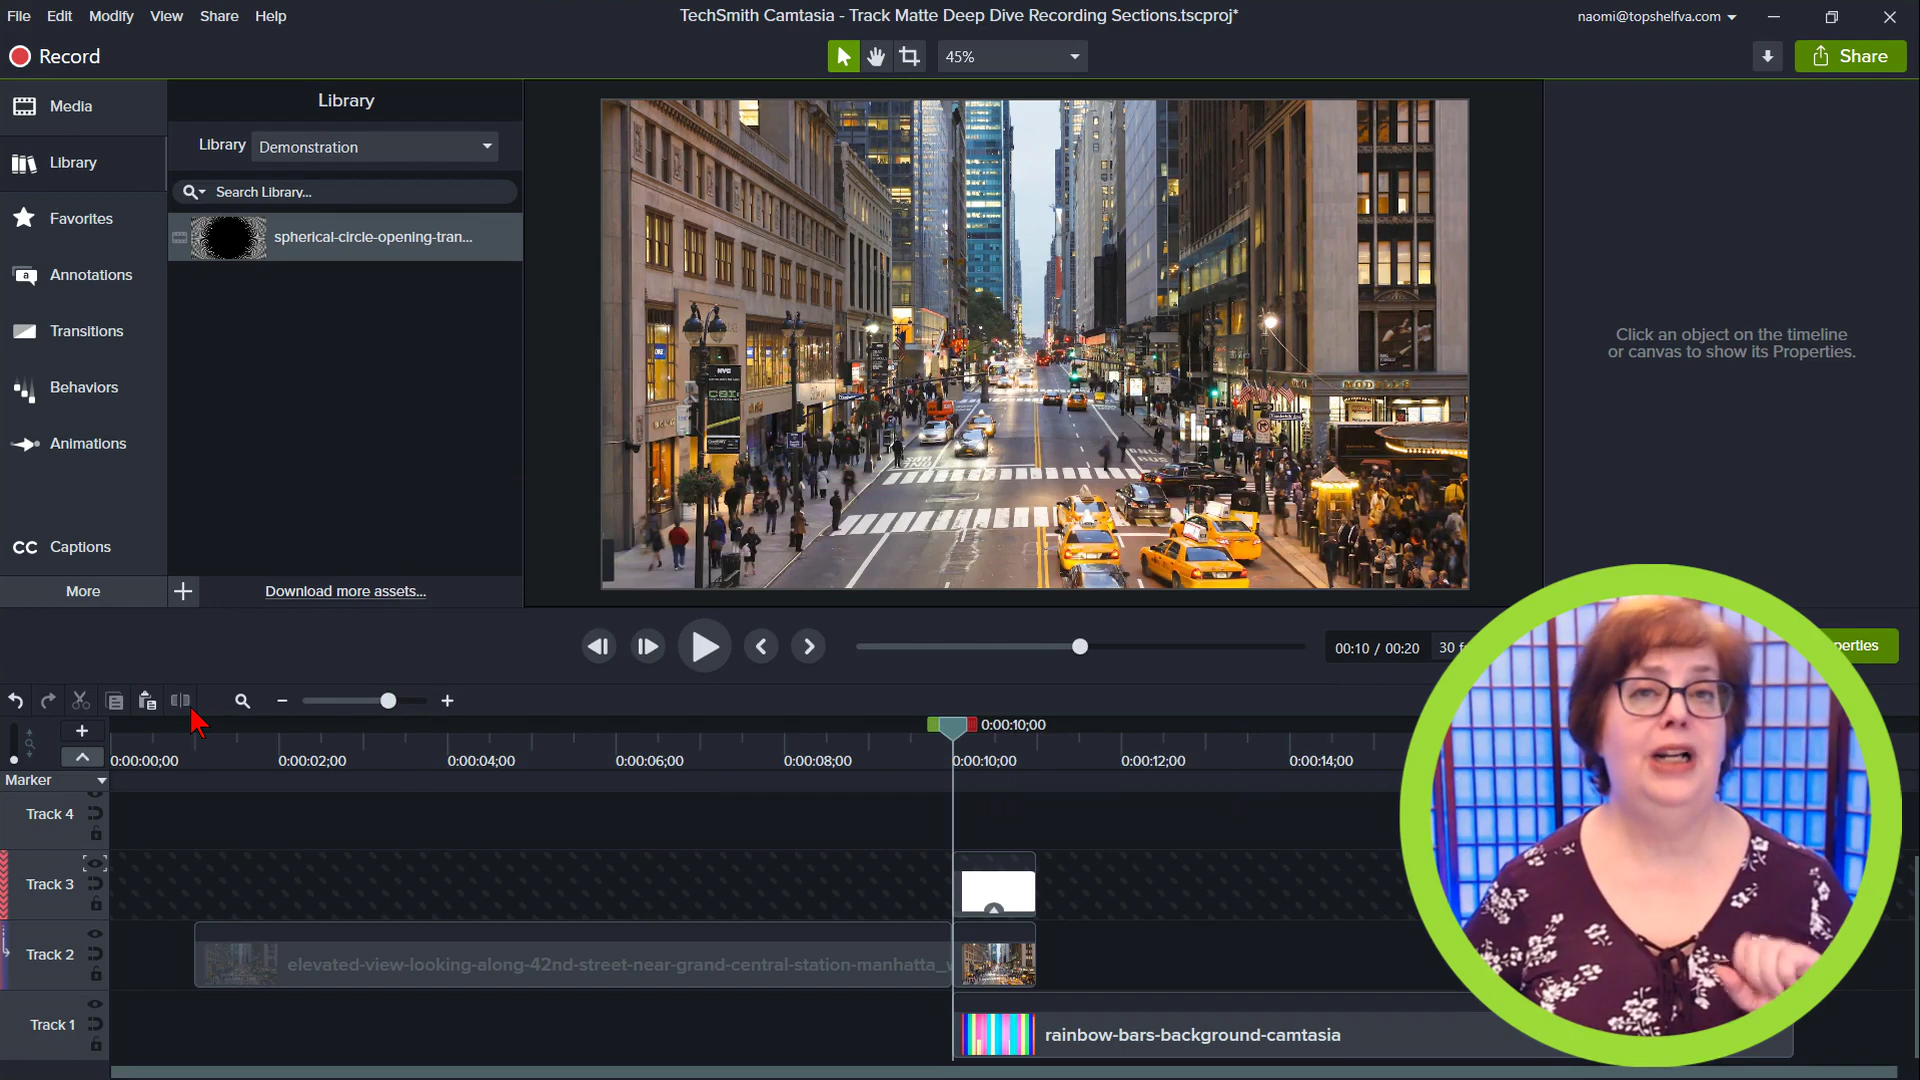 File Edit Modify View Share Help
TechSmith Camtasia - Track Matte Deep Dive Recording Sections.tscproj*
naomi@topshelfva.com
Record
45%
Share
Media
Library
Favorites
Annotations
Transitions
Behaviors
Animations
CC Captions
More
Library
Library Demonstration
Search Library...
spherical-circle-opening-tran...
Download more assets...
NYC
MODELL'S
Click an object on the timeline
or canvas to show its Properties.
00:10 / 00:20
30 f
perties
0:00:10;00
0:00:00;00 0:00:02;00 0:00:04;00 0:00:06;00 0:00:08;00 0:00:10;00 0:00:12;00 0:00:14;00
Marker
Track 4
Track 3
Track 2
elevated-view-looking-along-42nd-street-near-grand-central-station-manhatta_
Track 1
rainbow-bars-background-camtasia